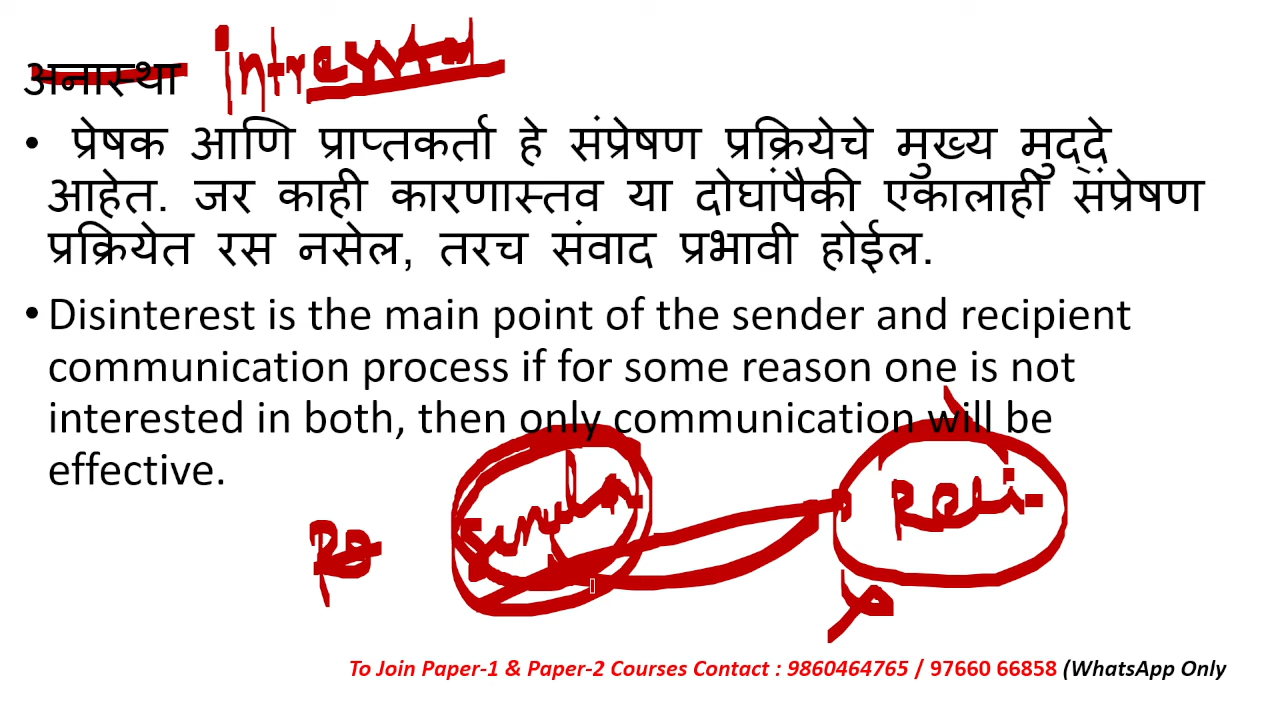 अनास्था
• प्रेषक आणि प्राप्तकर्ता हे संप्रेषण प्रक्रियेचे मुख्य मुद्दे
आहेत. जर काही कारणास्तव या दोघांपैकी एकालाही संप्रेषण
प्रक्रियेत रस नसेल, तरच संवाद प्रभावी होईल.
• Disinterest is the main point of the sender and recipient
communication process if for some reason one is not
interested in both, then only communication will be
effective.
To Join Paper-1 & Paper-2 Courses Contact : 9860464765 / 97660 66858 (WhatsApp Only